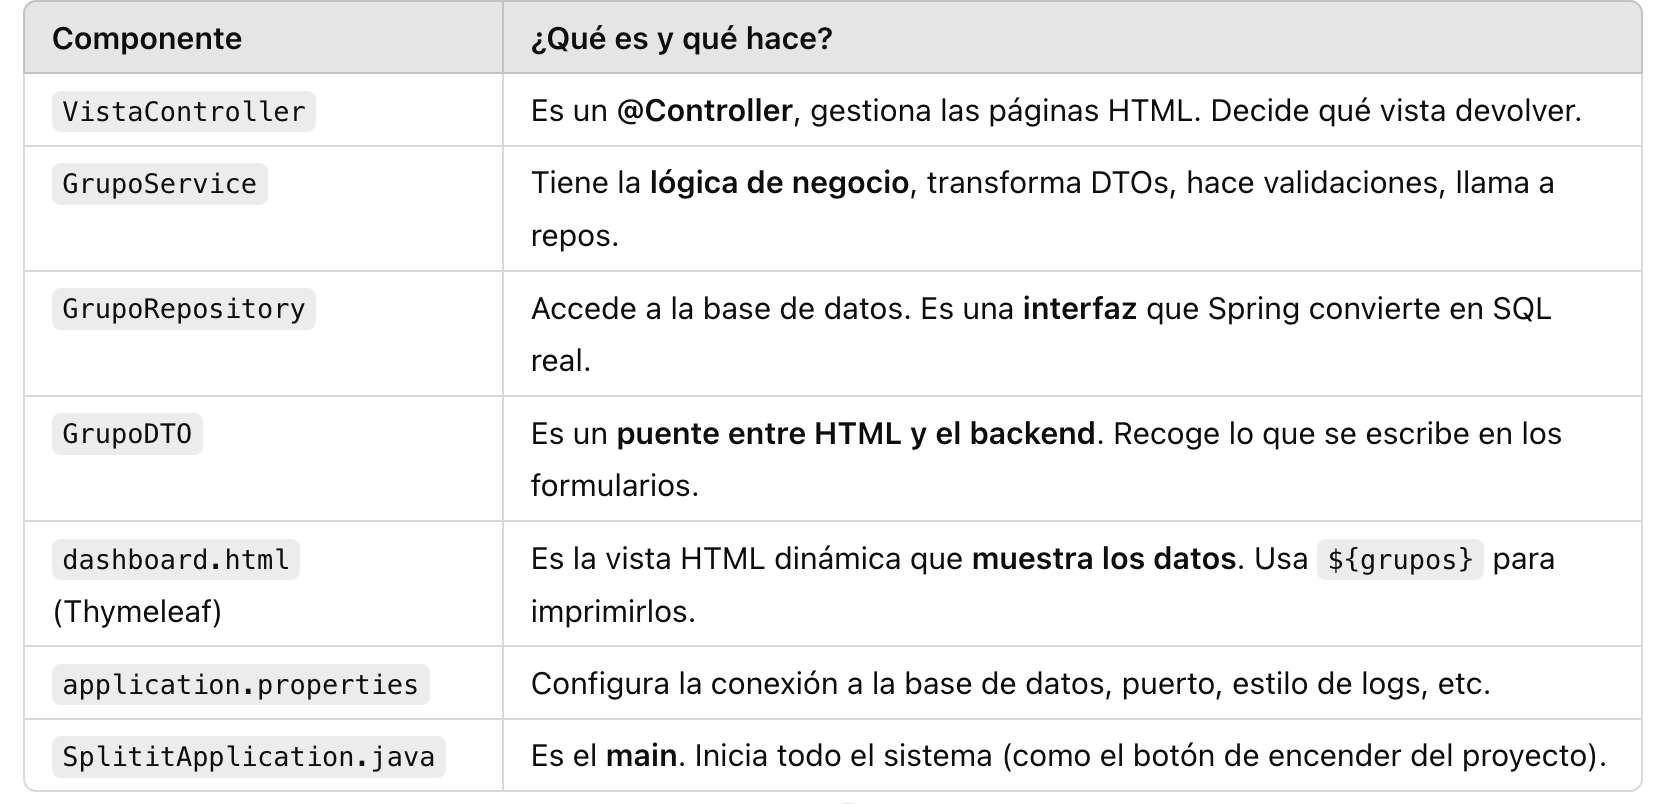 Componente
¿Qué es y qué hace?
VistaController
Es un @Controller, gestiona las páginas HTML. Decide qué vista devolver.
GrupoService
Tiene la lógica de negocio, transforma DTOs, hace validaciones, llama a
repos.
GrupoRepository
Accede a la base de datos. Es una interfaz que Spring convierte en SQL
real.
GrupoDTO
Es un puente entre HTML y el backend. Recoge lo que se escribe en los
formularios.
dashboard.html
(Thymeleaf)
Es la vista HTML dinámica que muestra los datos. Usa ${grupos} para
imprimirlos.
application.properties
Configura la conexión a la base de datos, puerto, estilo de logs, etc.
SplititApplication.java
Es el main. Inicia todo el sistema (como el botón de encender del proyecto).